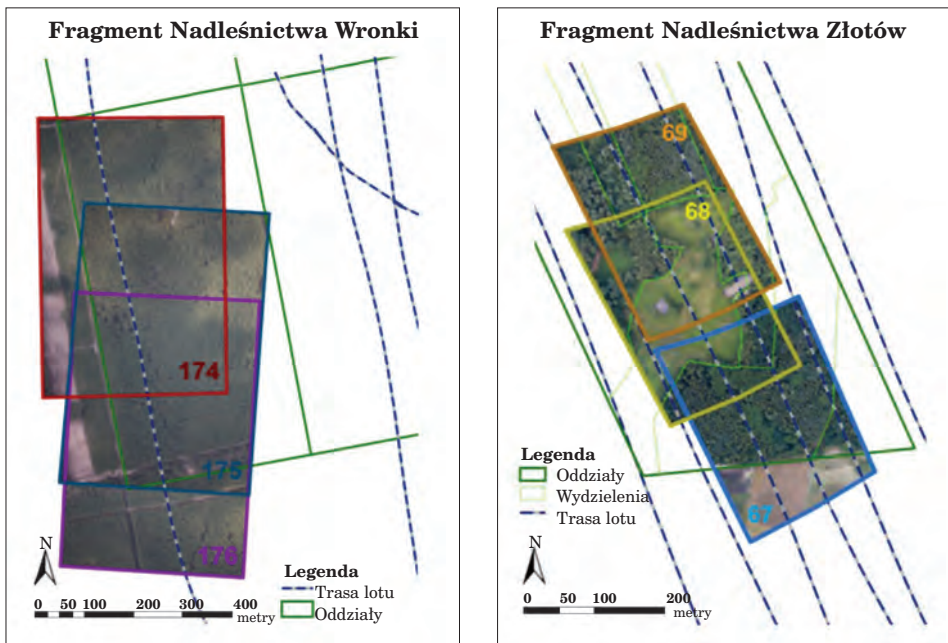 Fragment Nadleśnictwa Wronki
174
175
176
N
Legenda
Trasa lotu
Oddziały
0 50 100 200 300 400
metry
Fragment Nadleśnictwa Złotów
69
68
67
Legenda
Oddziały
Wydzielenia
Trasa lotu
N
0 50 100 200
metry